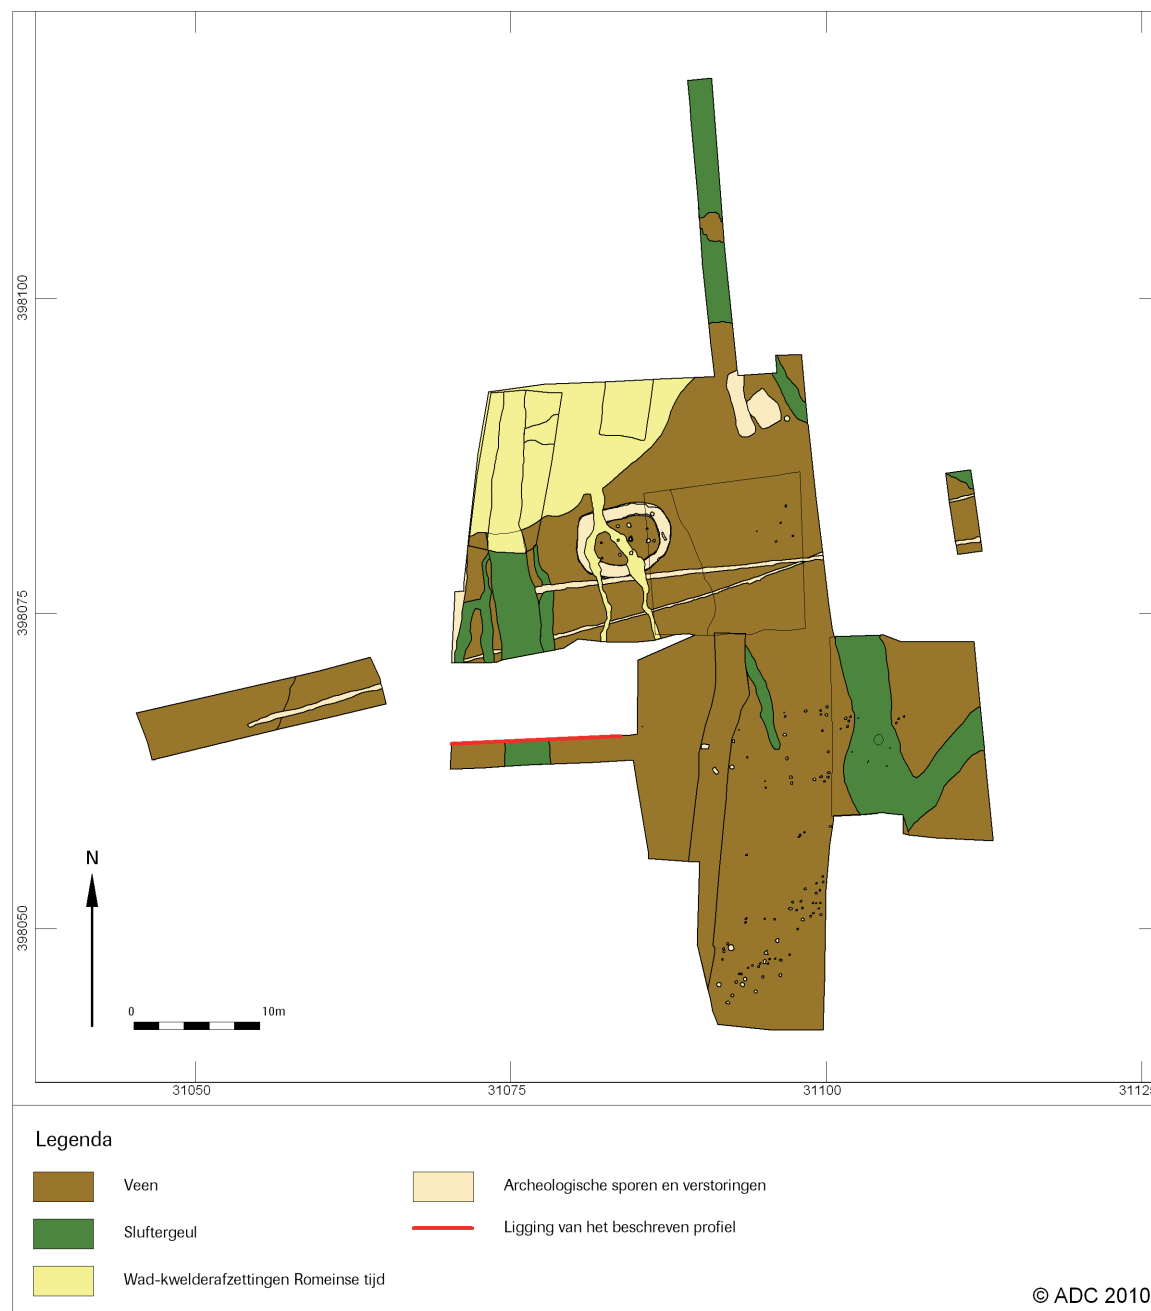 398100
398075
398050
N
0 10m
31050 31075 31100 3112
Legenda
Veen
Sluftergeul
Wad-kwelderafzettingen Romeinse tijd
Archeologische sporen en verstoringen
Ligging van het beschreven profiel
© ADC 2010